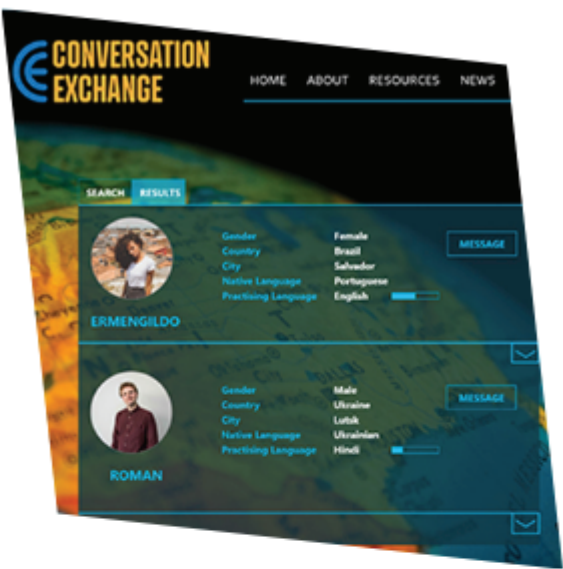 CONVERSATION
EXCHANGE
HOME ABOUT RESOURCES NEWS
SEARCH RESULTS
Gender Female
Country Brazil
City Salvador
Native Language Portuguese
Practising Language English
MESSAGE
ERMENGILDO
Gender Male
Country Ukraine
City Lutsk
Native Language Ukrainian
Practising Language Hindi
MESSAGE
ROMAN